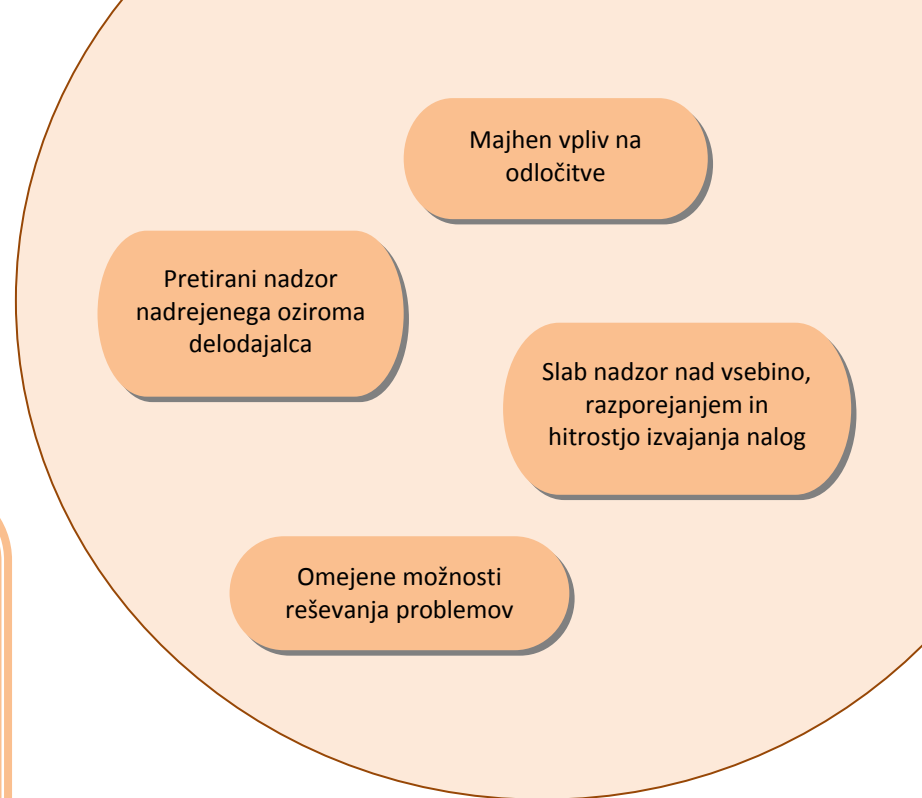 Majhen vpliv na
odločitve
Pretirani nadzor
nadrejenega oziroma
delodajalca
Slab nadzor nad vsebino,
razporejanjem in
hitrostjo izvajanja nalog
Omejene možnosti
reševanja problemov